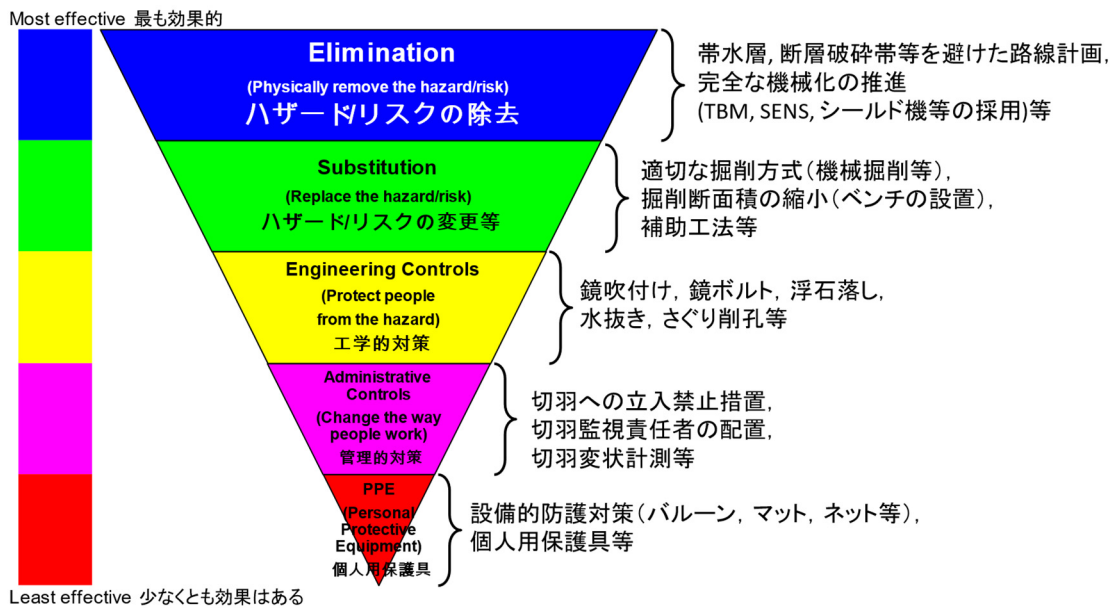 Most effective 最も効果的
Elimination
(Physically remove the hazard/risk)
ハザード/リスクの除去
帯水層，断層破砕帯等を避けた路線計画，
完全な機械化の推進
(TBM, SENS, シールド機等の採用)等
Substitution
(Replace the hazard/risk)
ハザード/リスクの変更等
適切な掘削方式（機械掘削等），
掘削断面積の縮小（ベンチの設置），
補助工法等
Engineering Controls
(Protect people
from the hazard)
工学的対策
鏡吹付け，鏡ボルト，浮石落し，
水抜き，さぐり削孔等
Administrative
Controls
(Change the way
people work)
管理的対策
切羽への立入禁止措置，
切羽監視責任者の配置，
切羽変状計測等
PPE
(Personal
Protective
Equipment)
個人用保護具
設備的防護対策（バルーン，マット，ネット等），
個人用保護具等
Least effective 少なくとも効果はある